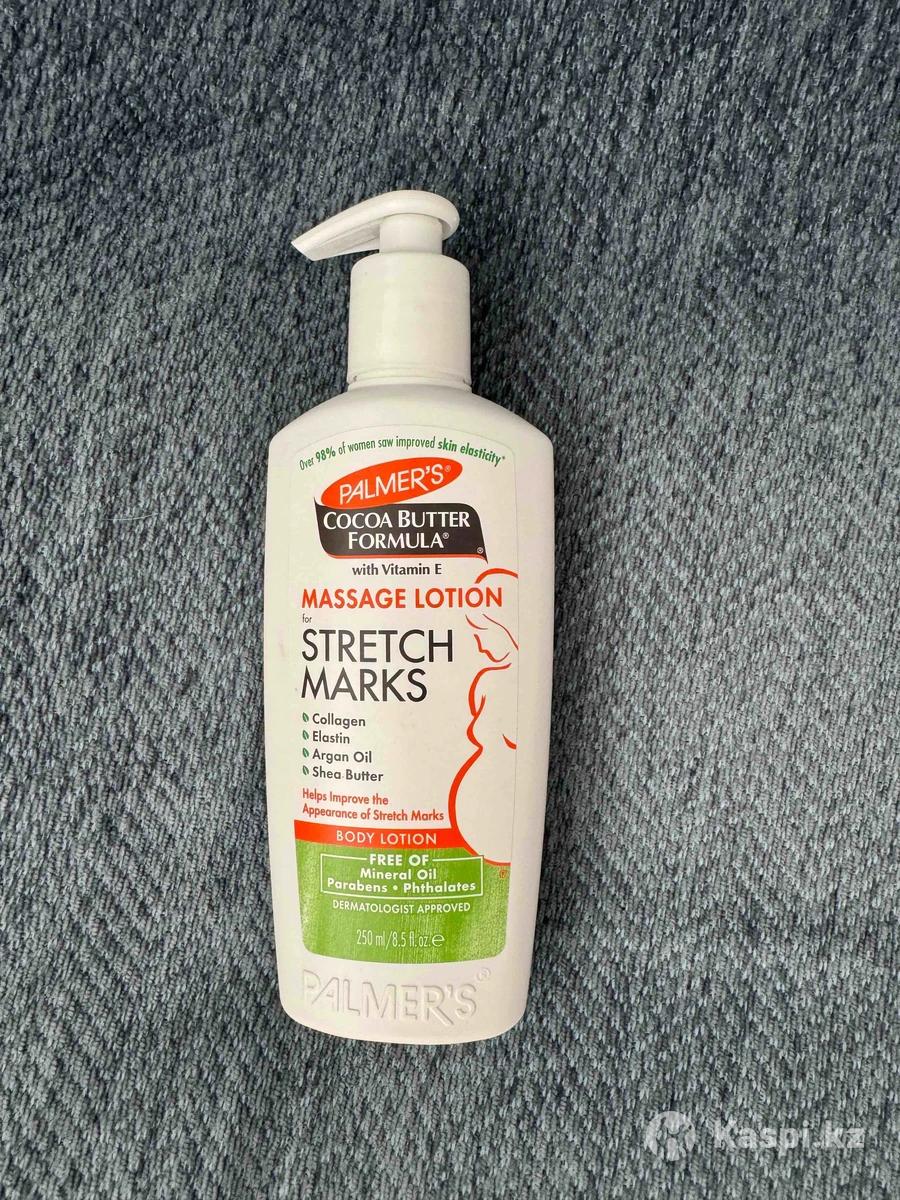 Over 98% of women saw improved skin elasticity*
PALMER'S®
COCOA BUTTER
FORMULA®
with Vitamin E
MASSAGE LOTION
for
STRETCH
MARKS
Collagen
Elastin
Argan Oil
Shea Butter
Helps Improve the
Appearance of Stretch Marks
BODY LOTION
FREE OF
Mineral Oil
Parabens • Phthalates
DERMATOLOGIST APPROVED
250 ml/8.5 fl. oz. ℮
PALMER'S®
Kaspi.kz